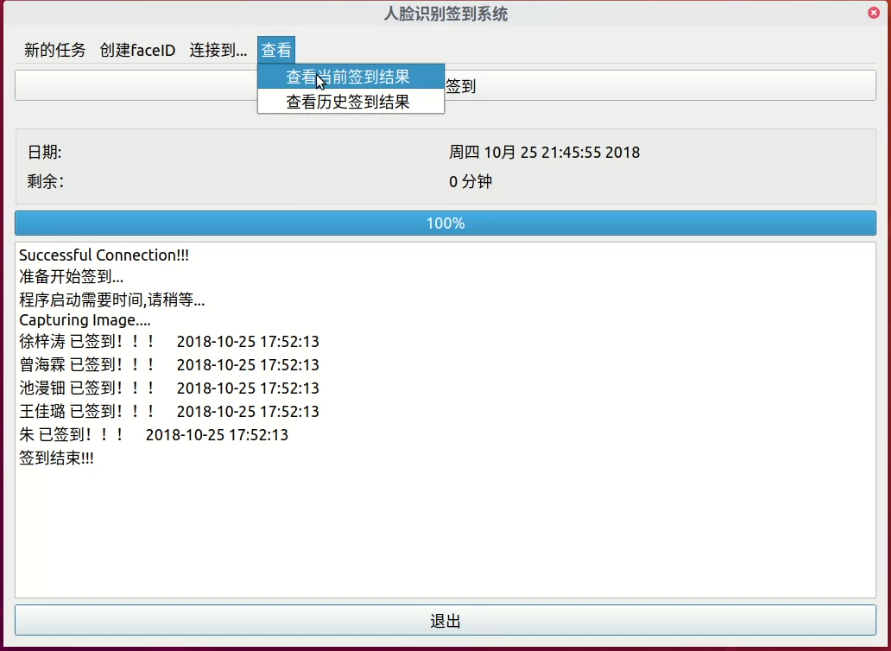 人脸识别签到系统
新的任务 创建faceID 连接到... 查看
查看当前签到结果
签到
查看历史签到结果
日期: 周四 10月 25 21:45:55 2018
剩余: 0 分钟
100%
Successful Connection!!!
准备开始签到...
程序启动需要时间,请稍等...
Capturing Image....
徐梓涛 已签到！！！ 2018-10-25 17:52:13
曾海霖 已签到！！！ 2018-10-25 17:52:13
池漫钿 已签到！！！ 2018-10-25 17:52:13
王佳璐 已签到！！！ 2018-10-25 17:52:13
朱 已签到！！！ 2018-10-25 17:52:13
签到结束!!!
退出